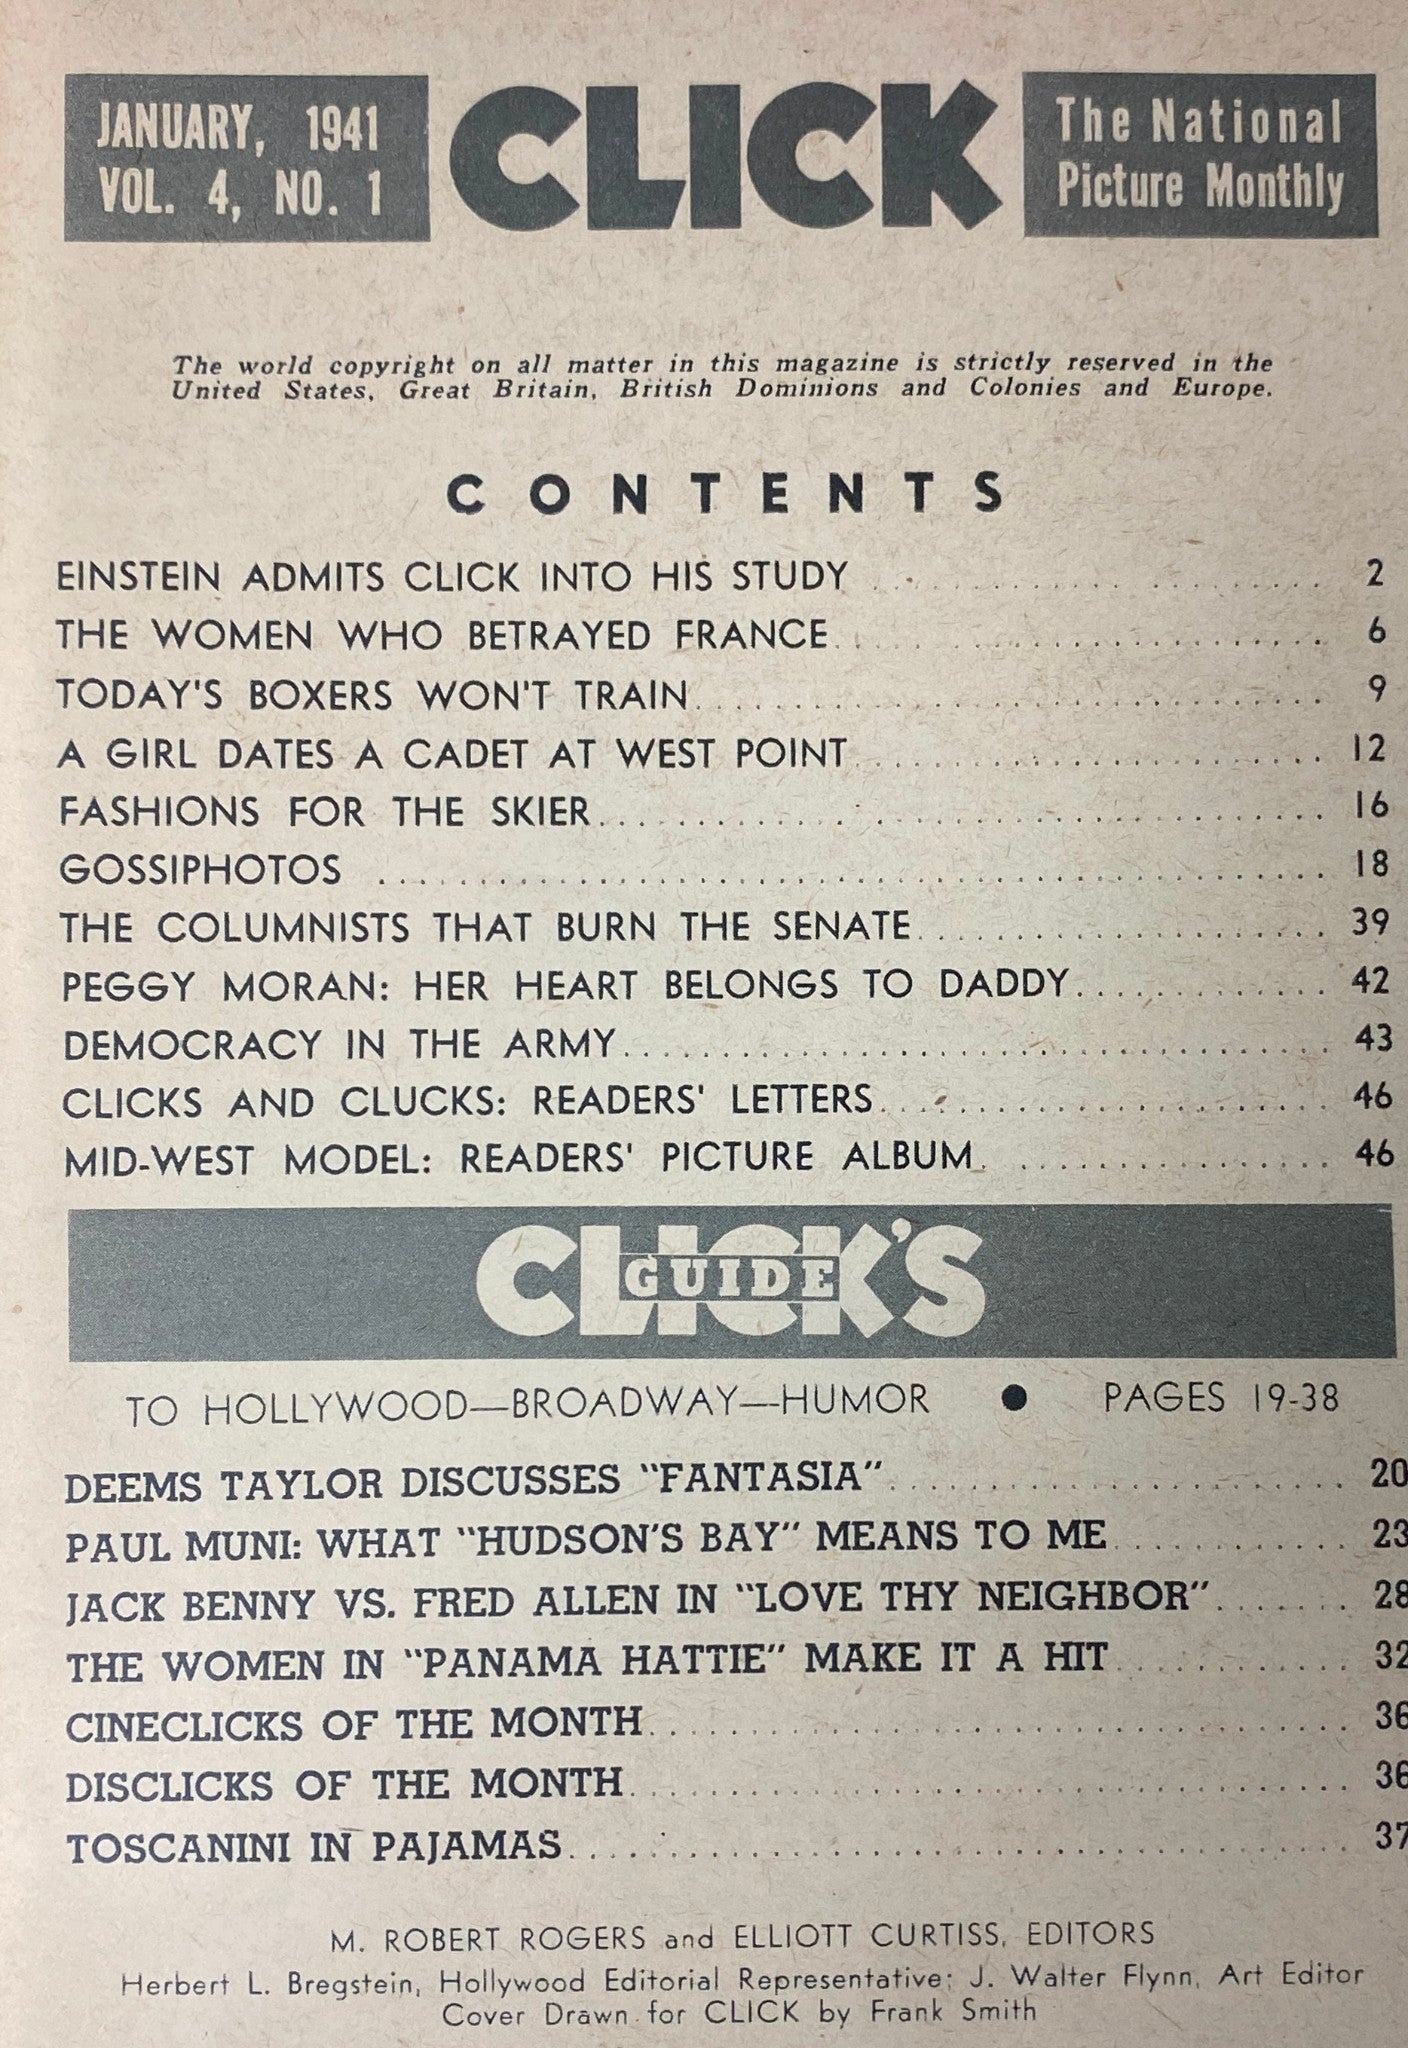 JANUARY, 1941
VOL. 4, NO. 1
CLICK
The National
Picture Monthly
The world copyright on all matter in this magazine is strictly reserved in the
United States, Great Britain, British Dominions and Colonies and Europe.
CONTENTS
EINSTEIN ADMITS CLICK INTO HIS STUDY 2
THE WOMEN WHO BETRAYED FRANCE 6
TODAY'S BOXERS WON'T TRAIN 9
A GIRL DATES A CADET AT WEST POINT 12
FASHIONS FOR THE SKIER 16
GOSSIPHOTOS 18
THE COLUMNISTS THAT BURN THE SENATE 39
PEGGY MORAN: HER HEART BELONGS TO DADDY 42
DEMOCRACY IN THE ARMY 43
CLICKS AND CLUCKS: READERS' LETTERS 46
MID-WEST MODEL: READERS' PICTURE ALBUM 46
CLICK'S
GUIDE
TO HOLLYWOOD—BROADWAY—HUMOR ● PAGES 19-38
DEEMS TAYLOR DISCUSSES "FANTASIA" 20
PAUL MUNI: WHAT "HUDSON'S BAY" MEANS TO ME 23
JACK BENNY VS. FRED ALLEN IN "LOVE THY NEIGHBOR" 28
THE WOMEN IN "PANAMA HATTIE" MAKE IT A HIT 32
CINECLICKS OF THE MONTH 36
DISCLICKS OF THE MONTH 36
TOSCANINI IN PAJAMAS 37
M. ROBERT ROGERS and ELLIOTT CURTISS, EDITORS
Herbert L. Bregstein, Hollywood Editorial Representative; J. Walter Flynn, Art Editor
Cover Drawn for CLICK by Frank Smith